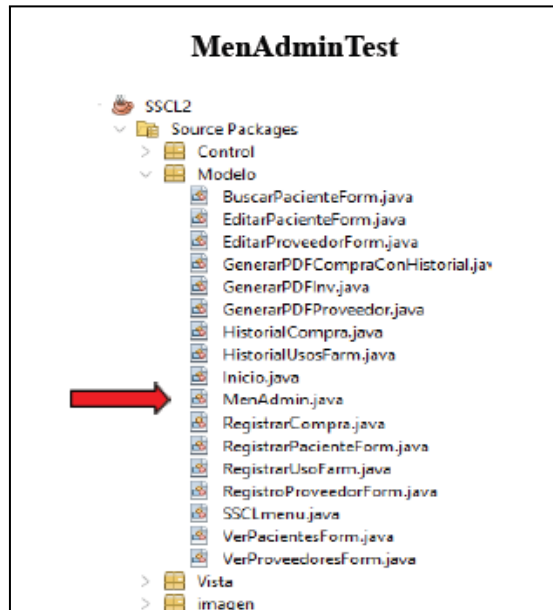 MenAdminTest
SSCL2
Source Packages
Control
Modelo
BuscarPacienteForm.java
EditarPacienteForm.java
EditarProveedorForm.java
GenerarPDFCompraConHistorial.jav
GenerarPDFInv.java
GenerarPDFProveedor.java
HistorialCompra.java
HistorialUsosFarm.java
Inicio.java
MenAdmin.java
RegistrarCompra.java
RegistrarPacienteForm.java
RegistrarUsoFarm.java
RegistroProveedorForm.java
SSCLmenu.java
VerPacientesForm.java
VerProveedoresForm.java
Vista
imagen